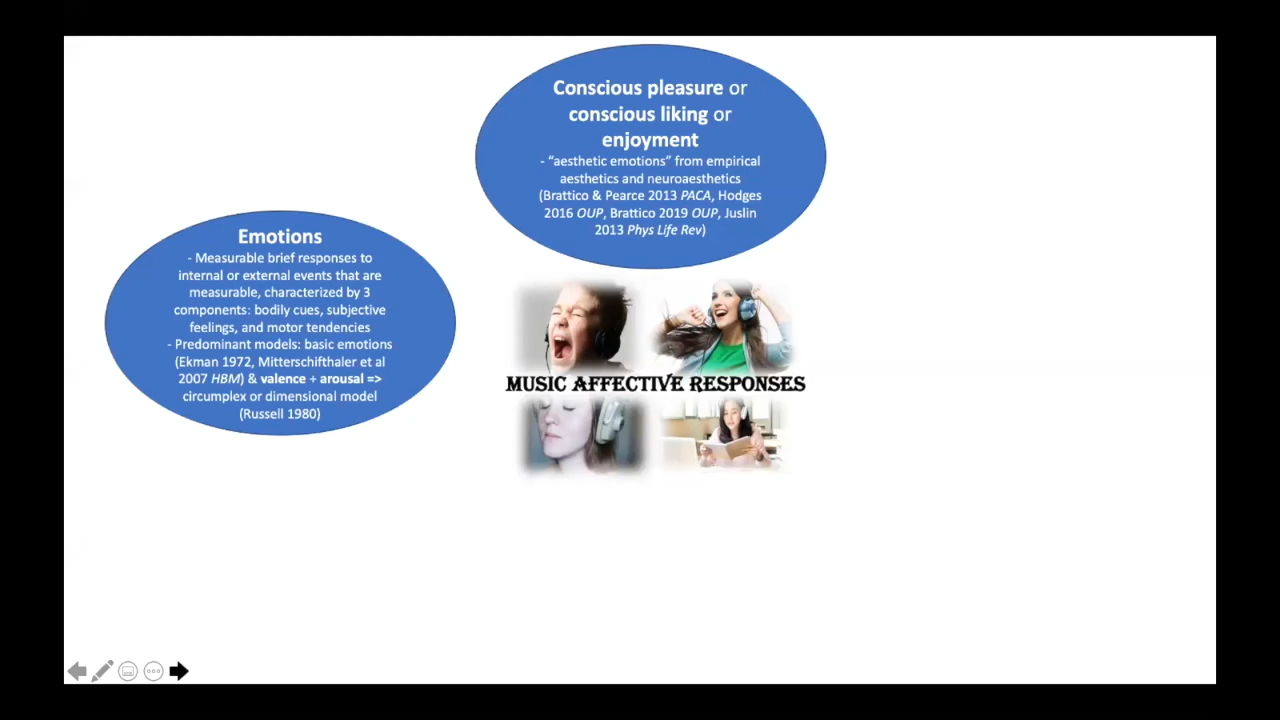 Conscious pleasure or
conscious liking or
enjoyment
- “aesthetic emotions” from empirical
aesthetics and neuroaesthetics
(Brattico & Pearce 2013 PACA, Hodges
2016 OUP, Brattico 2019 OUP, Juslin
2013 Phys Life Rev)
Emotions
- Measurable brief responses to
internal or external events that are
measurable, characterized by 3
components: bodily cues, subjective
feelings, and motor tendencies
- Predominant models: basic emotions
(Ekman 1972, Mitterschifthaler et al
2007 HBM) & valence + arousal =>
circumplex or dimensional model
(Russell 1980)
MUSIC AFFECTIVE RESPONSES